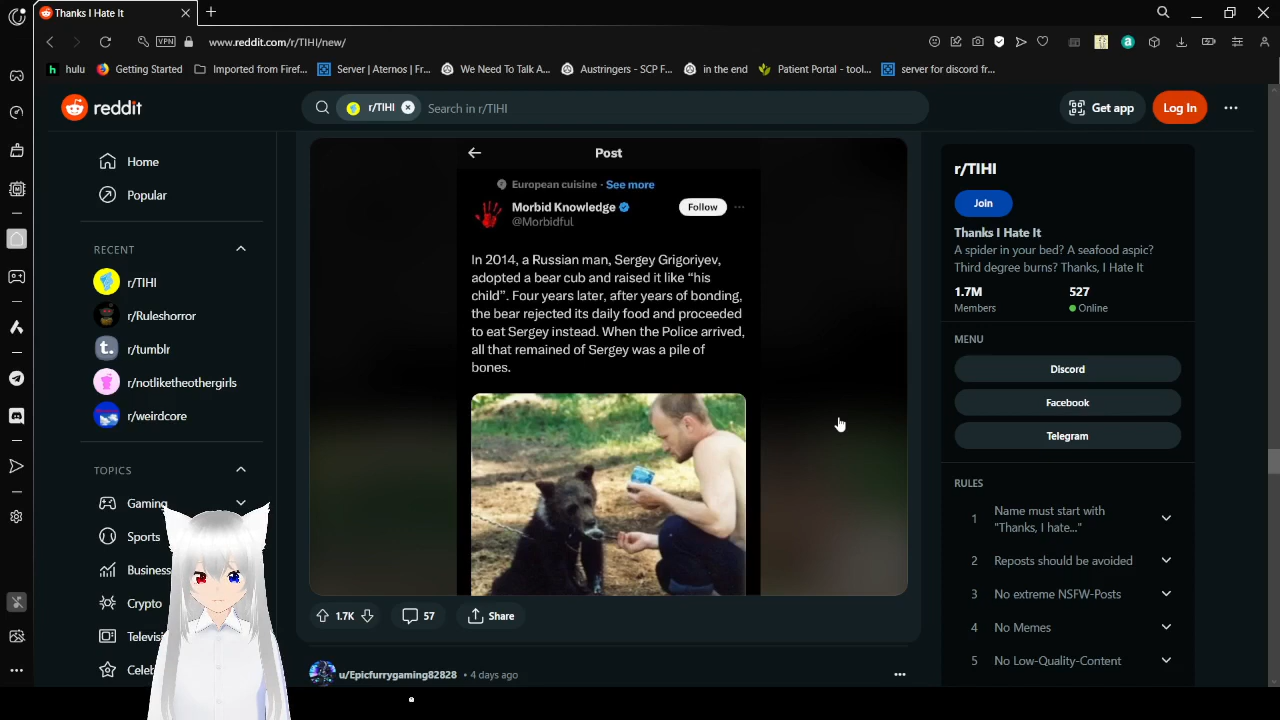 Thanks I Hate It
VPN
www.reddit.com/r/TIHI/new/
hulu
Getting Started
Imported from Firef...
Server | Aternos | Fr...
We Need To Talk A...
Austringers - SCP F...
in the end
Patient Portal - tool...
server for discord fr...
reddit
r/TIHI
Search in r/TIHI
Get app
Log In
Home
Popular
RECENT
r/TIHI
r/Ruleshorror
r/tumblr
r/notliketheothergirls
r/weirdcore
TOPICS
Gaming
Sports
Business
Crypto
Televisi
Celeb
Post
European cuisine · See more
Morbid Knowledge
@Morbidful
Follow
In 2014, a Russian man, Sergey Grigoriyev,
adopted a bear cub and raised it like “his
child”. Four years later, after years of bonding,
the bear rejected its daily food and proceeded
to eat Sergey instead. When the Police arrived,
all that remained of Sergey was a pile of
bones.
1.7K
57
Share
u/Epicfurrygaming82828 • 4 days ago
r/TIHI
Join
Thanks I Hate It
A spider in your bed? A seafood aspic?
Third degree burns? Thanks, I Hate It
1.7M 527
Members Online
MENU
Discord
Facebook
Telegram
RULES
1 Name must start with
"Thanks, I hate..."
2 Reposts should be avoided
3 No extreme NSFW-Posts
4 No Memes
5 No Low-Quality-Content